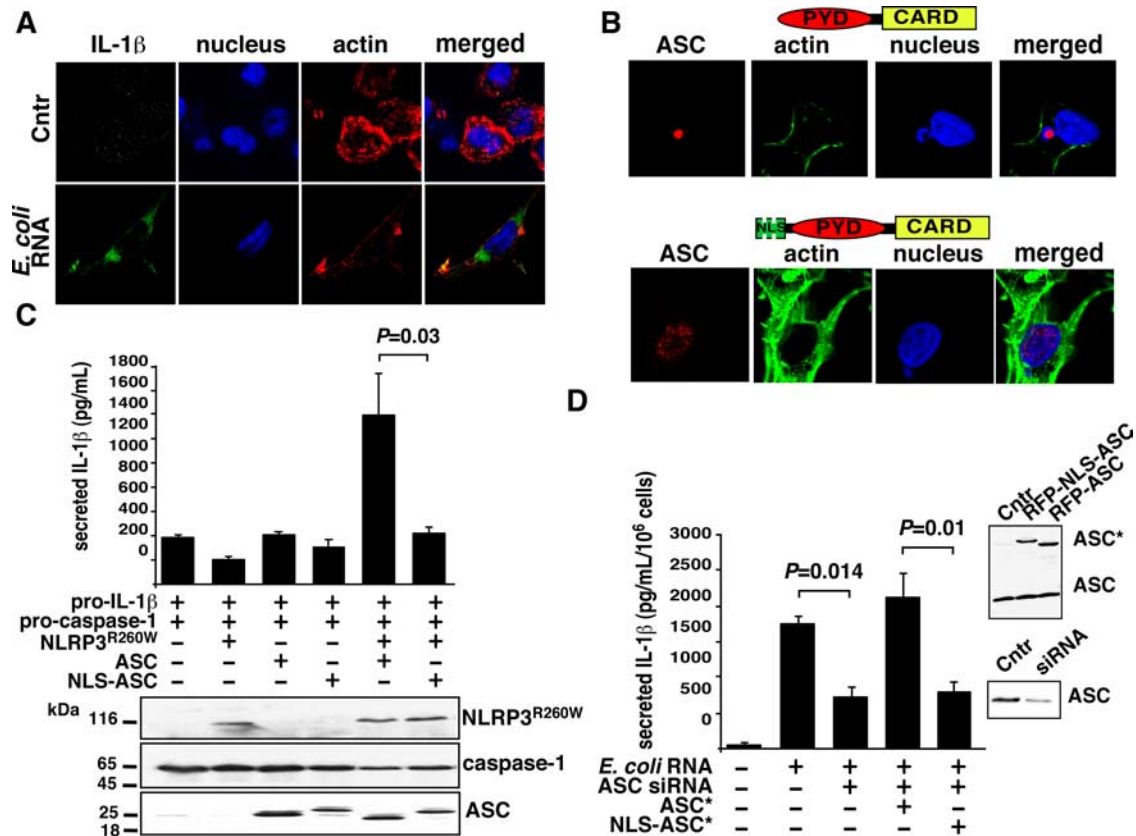 A
IL-1β nucleus actin merged
Cntr
E. coli
RNA
B
PYD CARD
ASC actin nucleus merged
NLS PYD CARD
ASC actin nucleus merged
C
P=0.03
secreted IL-1β (pg/mL)
1800
1600
1200
1400
1200
800
600
400
200
0
pro-IL-1β + + + + + +
pro-caspase-1 + + + + + +
NLRP3R260W – + – – + +
ASC – – + – + –
NLS-ASC – – – + – +
kDa
116
NLRP3R260W
65
45
caspase-1
25
18
ASC
D
P=0.014
P=0.01
secreted IL-1β (pg/mL/10⁶ cells)
3000
2500
2000
1500
1000
500
0
E. coli RNA – + + + +
ASC siRNA – – + + +
ASC* – – – + –
NLS-ASC* – – – – +
Cntr
RFP-NLS-ASC
RFP-ASC
ASC*
ASC
Cntr
siRNA
ASC